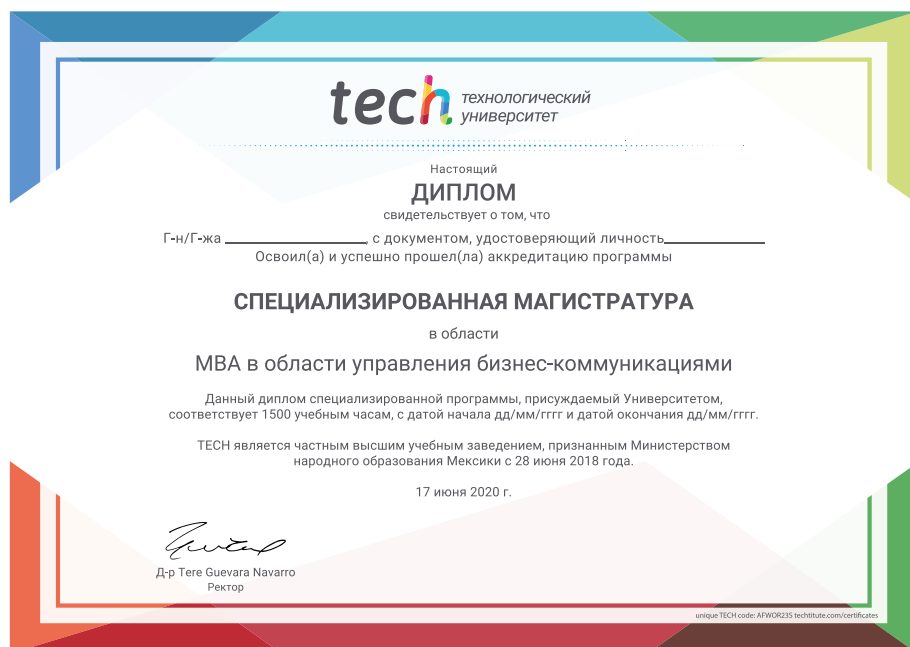 tech технологический
университет
Настоящий
ДИПЛОМ
свидетельствует о том, что
Г-н/Г-жа ____________________, с документом, удостоверяющий личность______________
Освоил(а) и успешно прошел(ла) аккредитацию программы
СПЕЦИАЛИЗИРОВАННАЯ МАГИСТРАТУРА
в области
МВА в области управления бизнес-коммуникациями
Данный диплом специализированной программы, присуждаемый Университетом,
соответствует 1500 учебным часам, с датой начала дд/мм/гггг и датой окончания дд/мм/гггг.
TECH является частным высшим учебным заведением, признанным Министерством
народного образования Мексики с 28 июня 2018 года.
17 июня 2020 г.
Д-р Tere Guevara Navarro
Ректор
unique TECH code: AFWOR23S techtitute.com/certificates